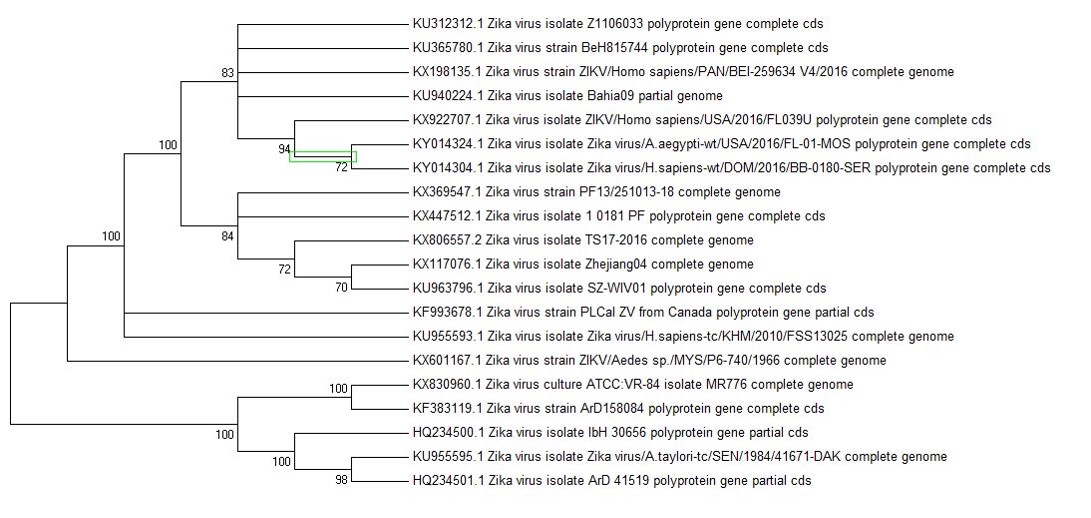 KU312312.1 Zika virus isolate Z1106033 polyprotein gene complete cds
KU365780.1 Zika virus strain BeH815744 polyprotein gene complete cds
83
KX198135.1 Zika virus strain ZIKV/Homo sapiens/PAN/BEI-259634 V4/2016 complete genome
KU940224.1 Zika virus isolate Bahia09 partial genome
KX922707.1 Zika virus isolate ZIKV/Homo sapiens/USA/2016/FL039U polyprotein gene complete cds
100
94
KY014324.1 Zika virus isolate Zika virus/A.aegypti-wt/USA/2016/FL-01-MOS polyprotein gene complete cds
72
KY014304.1 Zika virus isolate Zika virus/H.sapiens-wt/DOM/2016/BB-0180-SER polyprotein gene complete cds
KX369547.1 Zika virus strain PF13/251013-18 complete genome
KX447512.1 Zika virus isolate 1 0181 PF polyprotein gene complete cds
100
84
KX806557.2 Zika virus isolate TS17-2016 complete genome
72
KX117076.1 Zika virus isolate Zhejiang04 complete genome
70
KU963796.1 Zika virus isolate SZ-WIV01 polyprotein gene complete cds
KF993678.1 Zika virus strain PLCal ZV from Canada polyprotein gene partial cds
KU955593.1 Zika virus isolate Zika virus/H.sapiens-tc/KHM/2010/FSS13025 complete genome
KX601167.1 Zika virus strain ZIKV/Aedes sp./MYS/P6-740/1966 complete genome
100
KX830960.1 Zika virus culture ATCC:VR-84 isolate MR776 complete genome
KF383119.1 Zika virus strain ArD158084 polyprotein gene complete cds
100
HQ234500.1 Zika virus isolate IbH 30656 polyprotein gene partial cds
100
KU955595.1 Zika virus isolate Zika virus/A.taylori-tc/SEN/1984/41671-DAK complete genome
98
HQ234501.1 Zika virus isolate ArD 41519 polyprotein gene partial cds